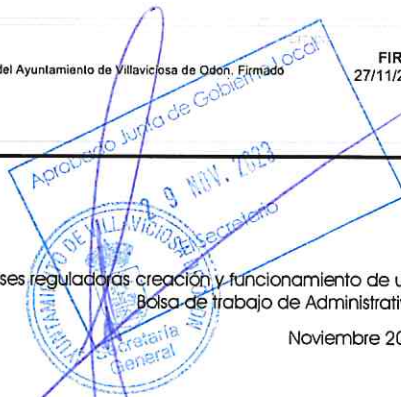 del Ayuntamiento de Villaviciosa de Odon. Firmado
FIR
27/11/2
Aprobado Junta de Gobierno Local
29 NOV. 2023
El Secretario
AYUNTAMIENTO DE VILLAVICIOSA DE ODON
Secretaría
General
ses reguladoras creación y funcionamiento de u
Bolsa de trabajo de Administrati
Noviembre 20